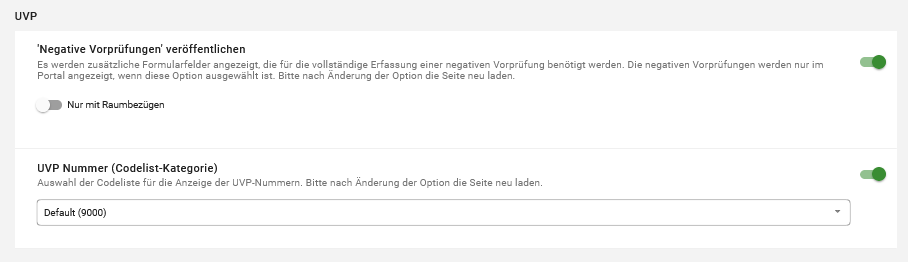 UVP
'Negative Vorprüfungen' veröffentlichen
Es werden zusätzliche Formularfelder angezeigt, die für die vollständige Erfassung einer negativen Vorprüfung benötigt werden. Die negativen Vorprüfungen werden nur im
Portal angezeigt, wenn diese Option ausgewählt ist. Bitte nach Änderung der Option die Seite neu laden.
Nur mit Raumbezügen
UVP Nummer (Codelist-Kategorie)
Auswahl der Codeliste für die Anzeige der UVP-Nummern. Bitte nach Änderung der Option die Seite neu laden.
Default (9000)